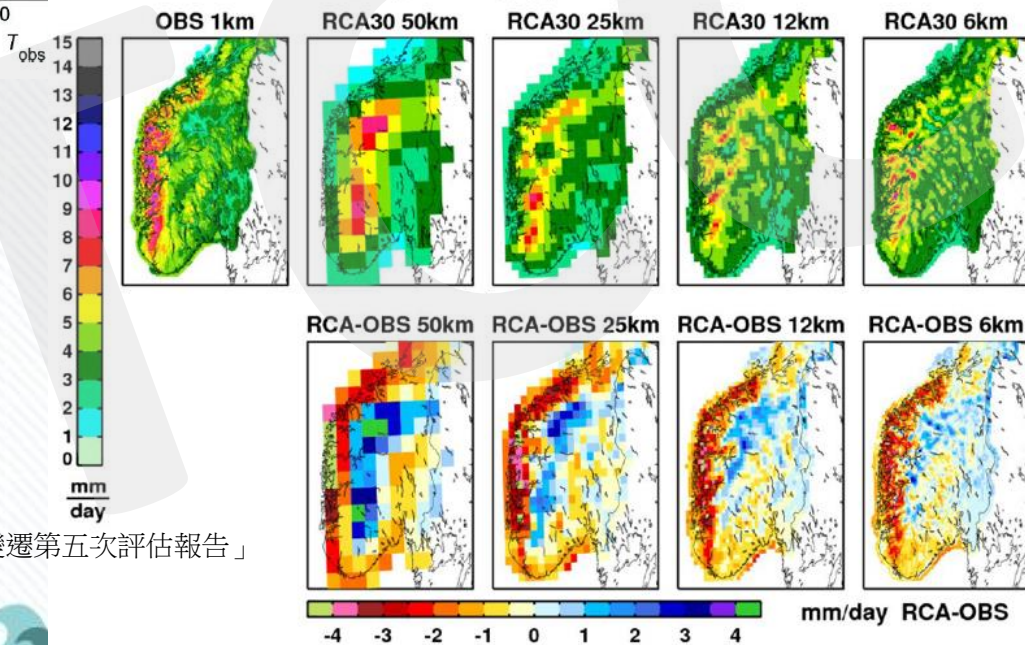 0
T obs
OBS 1km
RCA30 50km
RCA30 25km
RCA30 12km
RCA30 6km
15
14
13
12
11
10
9
8
7
6
5
4
3
2
1
0
mm
day
RCA-OBS 50km
RCA-OBS 25km
RCA-OBS 12km
RCA-OBS 6km
遷第五次評估報告」
-4 -3 -2 -1 0 1 2 3 4
mm/day RCA-OBS